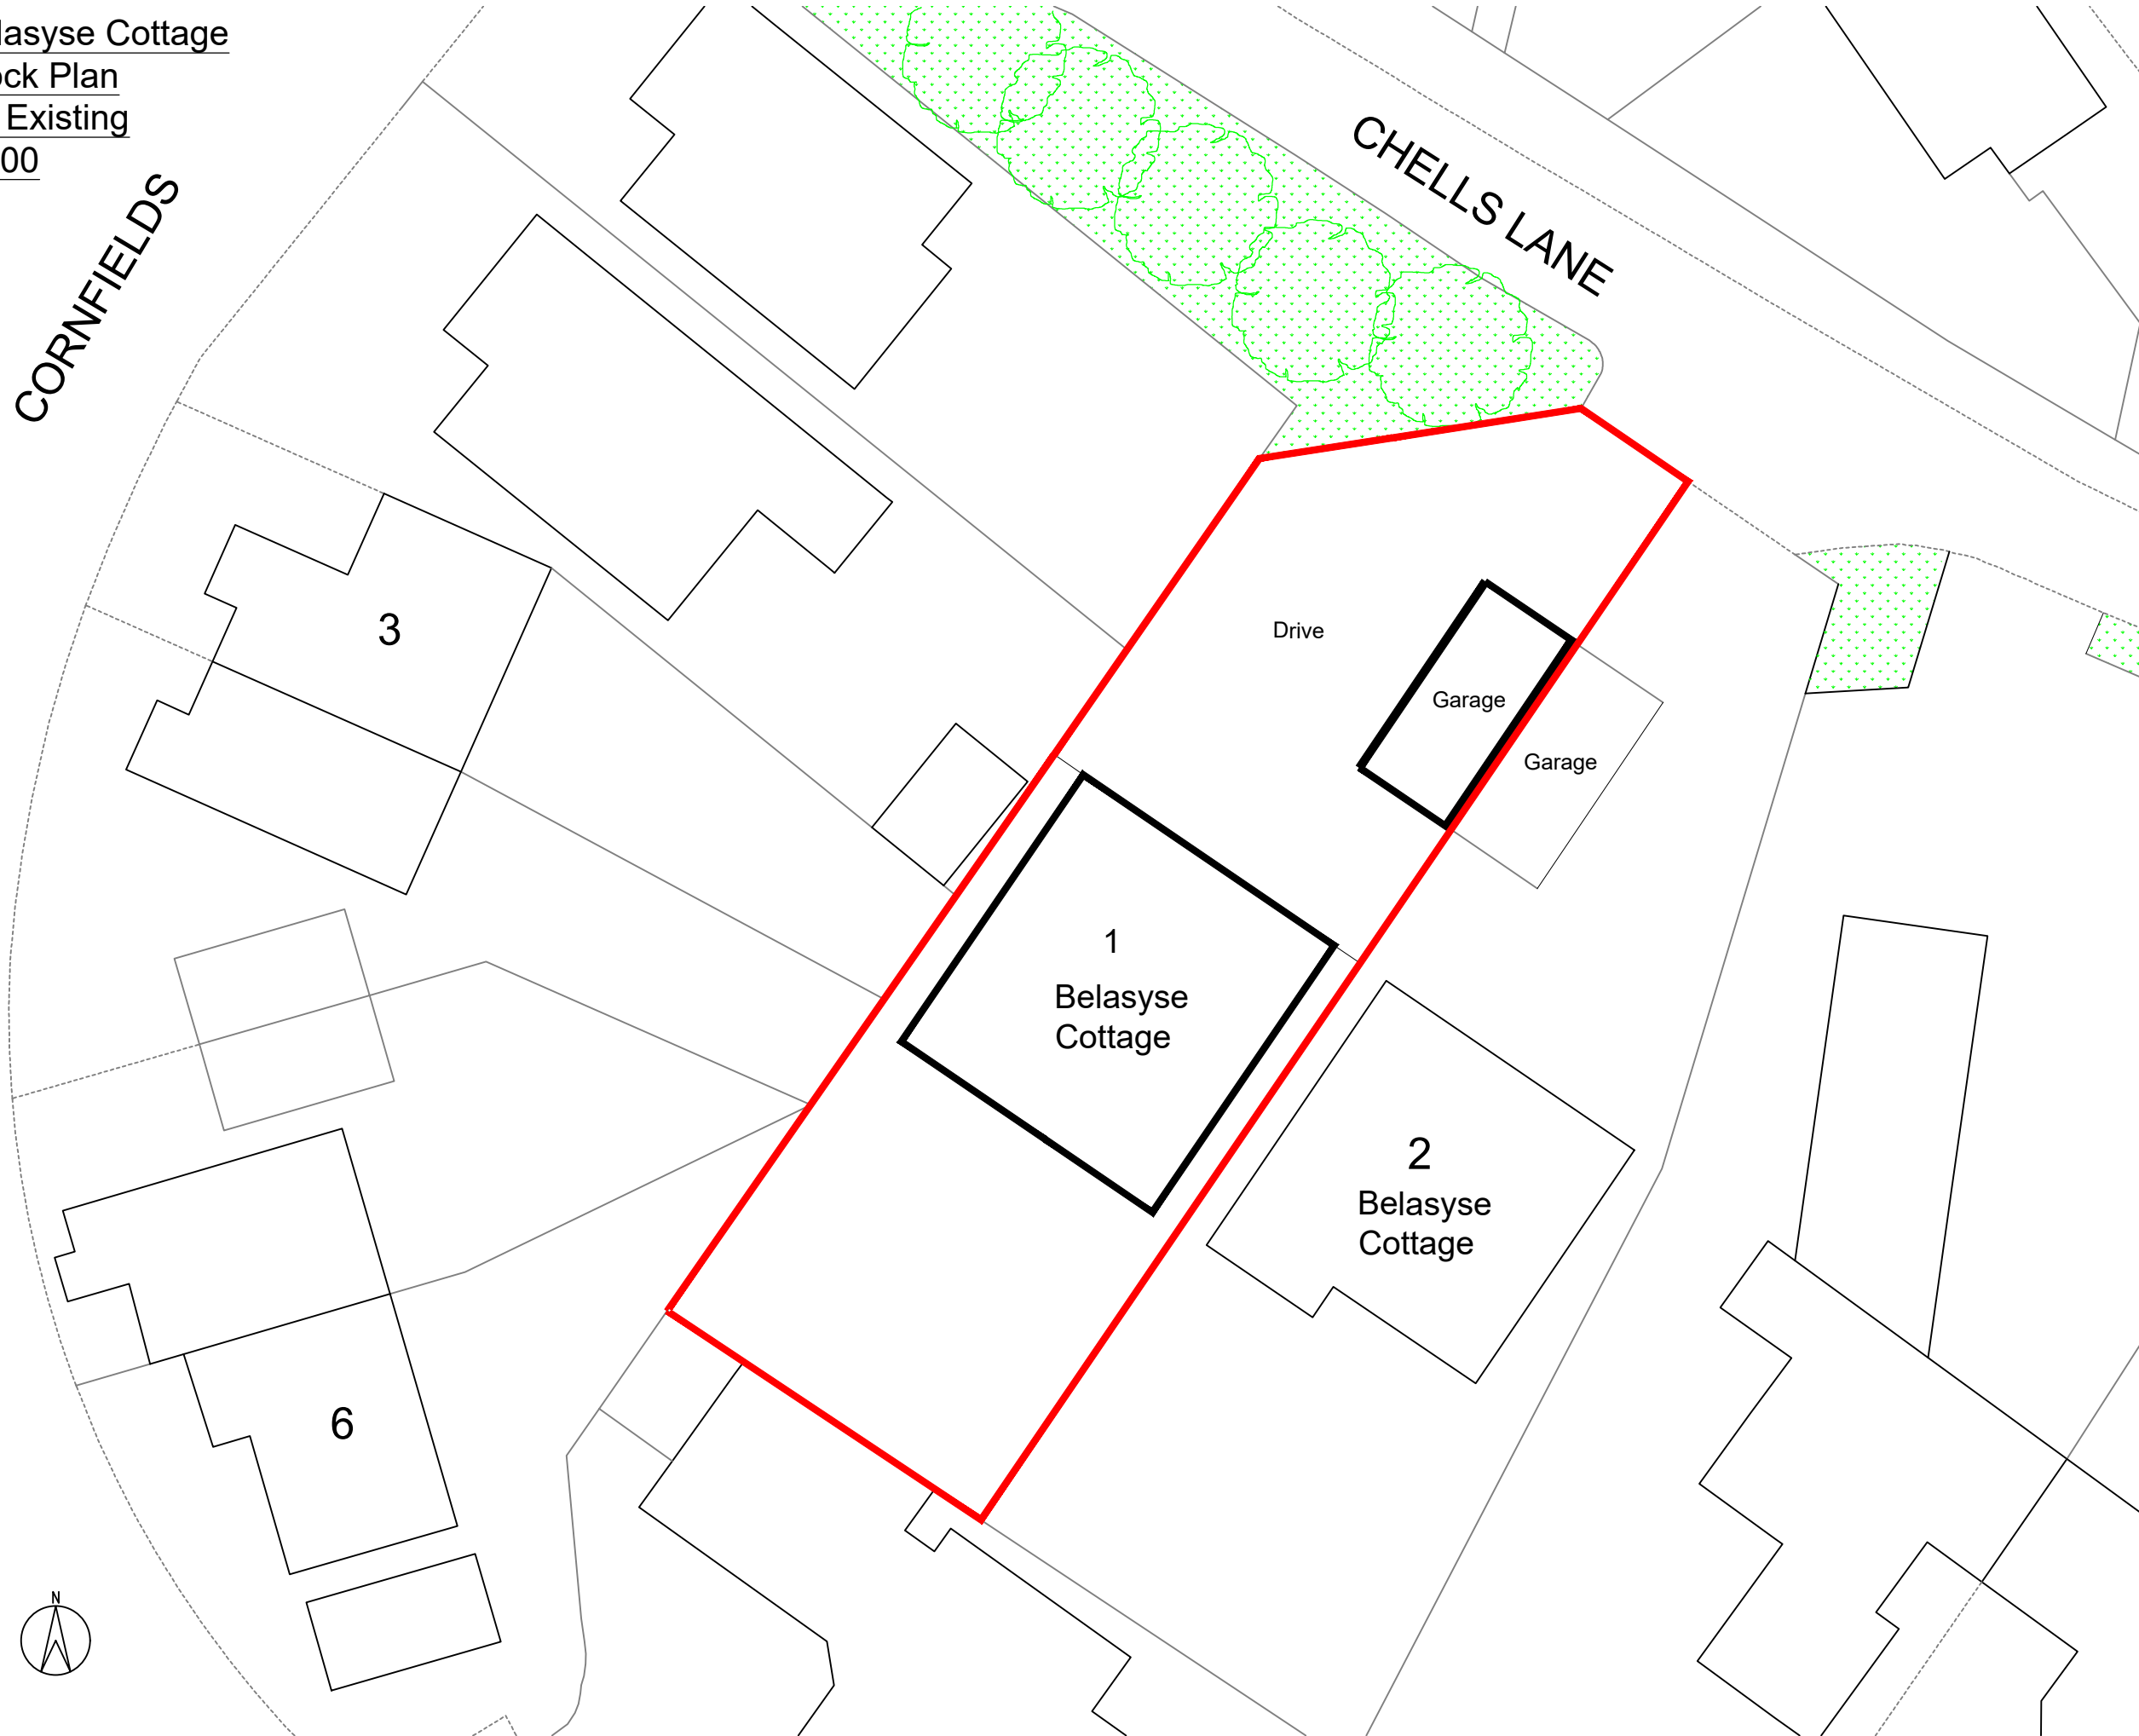 lasyse Cottage
ck Plan
Existing
00
CORNFIELDS
CHELLS LANE
3
Drive
Garage
Garage
1
Belasyse
Cottage
2
Belasyse
Cottage
6
N